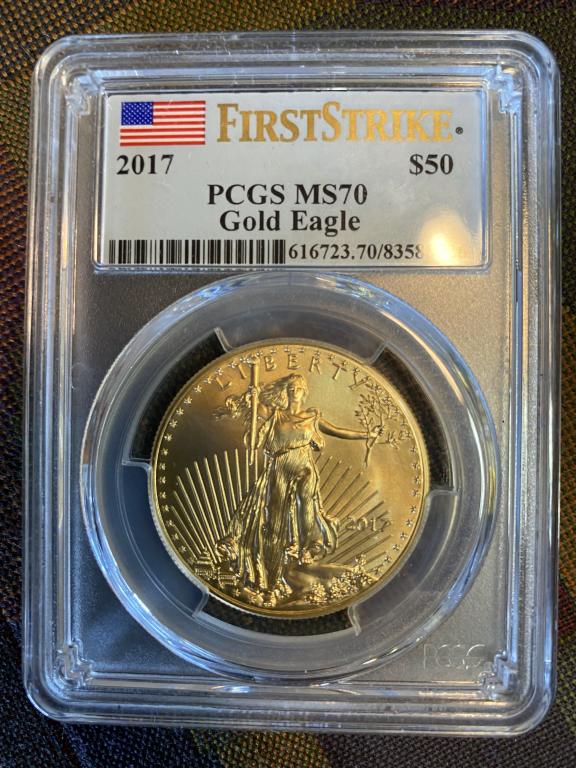 FIRSTSTRIKE®
2017 $50
PCGS MS70
Gold Eagle
616723.70/8358
LIBERTY
2017
PCGS